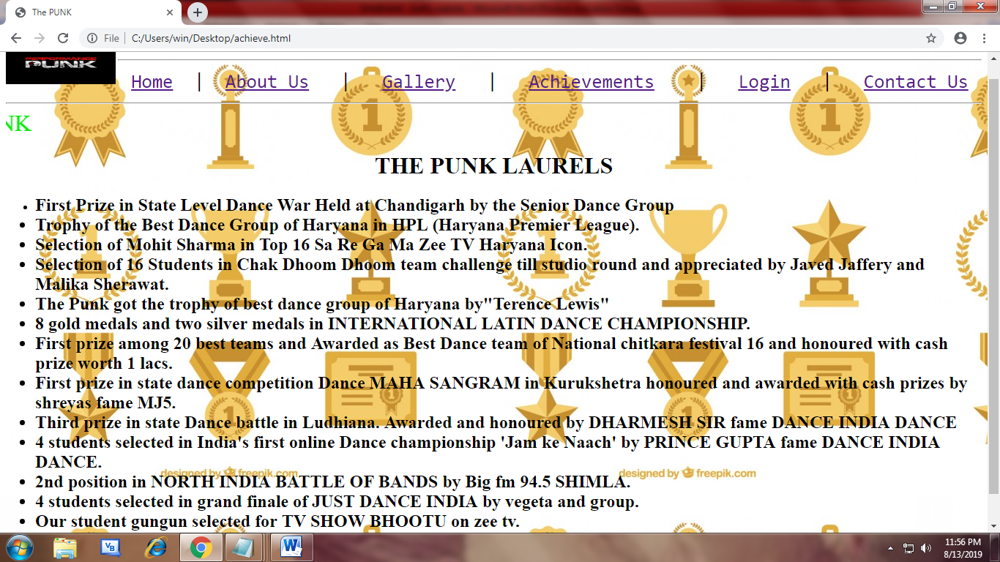 The PUNK
File C:/Users/win/Desktop/achieve.html
PERFORMANCE
PUNK
Home | About Us | Gallery | Achievements | Login | Contact Us
NK
THE PUNK LAURELS
• First Prize in State Level Dance War Held at Chandigarh by the Senior Dance Group
• Trophy of the Best Dance Group of Haryana in HPL (Haryana Premier League).
• Selection of Mohit Sharma in Top 16 Sa Re Ga Ma Zee TV Haryana Icon.
• Selection of 16 Students in Chak Dhoom Dhoom team challenge till studio round and appreciated by Javed Jaffery and
Malika Sherawat.
• The Punk got the trophy of best dance group of Haryana by"Terence Lewis"
• 8 gold medals and two silver medals in INTERNATIONAL LATIN DANCE CHAMPIONSHIP.
• First prize among 20 best teams and Awarded as Best Dance team of National chitkara festival 16 and honoured with cash
prize worth 1 lacs.
• First prize in state dance competition Dance MAHA SANGRAM in Kurukshetra honoured and awarded with cash prizes by
shreyas fame MJ5.
• Third prize in state Dance battle in Ludhiana. Awarded and honoured by DHARMESH SIR fame DANCE INDIA DANCE
• 4 students selected in India's first online Dance championship 'Jam ke Naach' by PRINCE GUPTA fame DANCE INDIA
DANCE.
designed by freepik.com designed by freepik.com
• 2nd position in NORTH INDIA BATTLE OF BANDS by Big fm 94.5 SHIMLA.
• 4 students selected in grand finale of JUST DANCE INDIA by vegeta and group.
• Our student gungun selected for TV SHOW BHOOTU on zee tv.
11:56 PM
8/13/2019